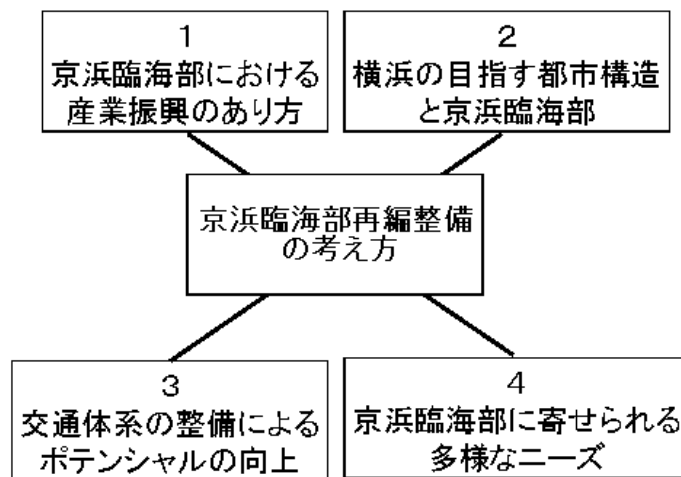 1
京浜臨海部における
産業振興のあり方
2
横浜の目指す都市構造
と京浜臨海部
京浜臨海部再編整備
の考え方
3
交通体系の整備による
ポテンシャルの向上
4
京浜臨海部に寄せられる
多様なニーズ